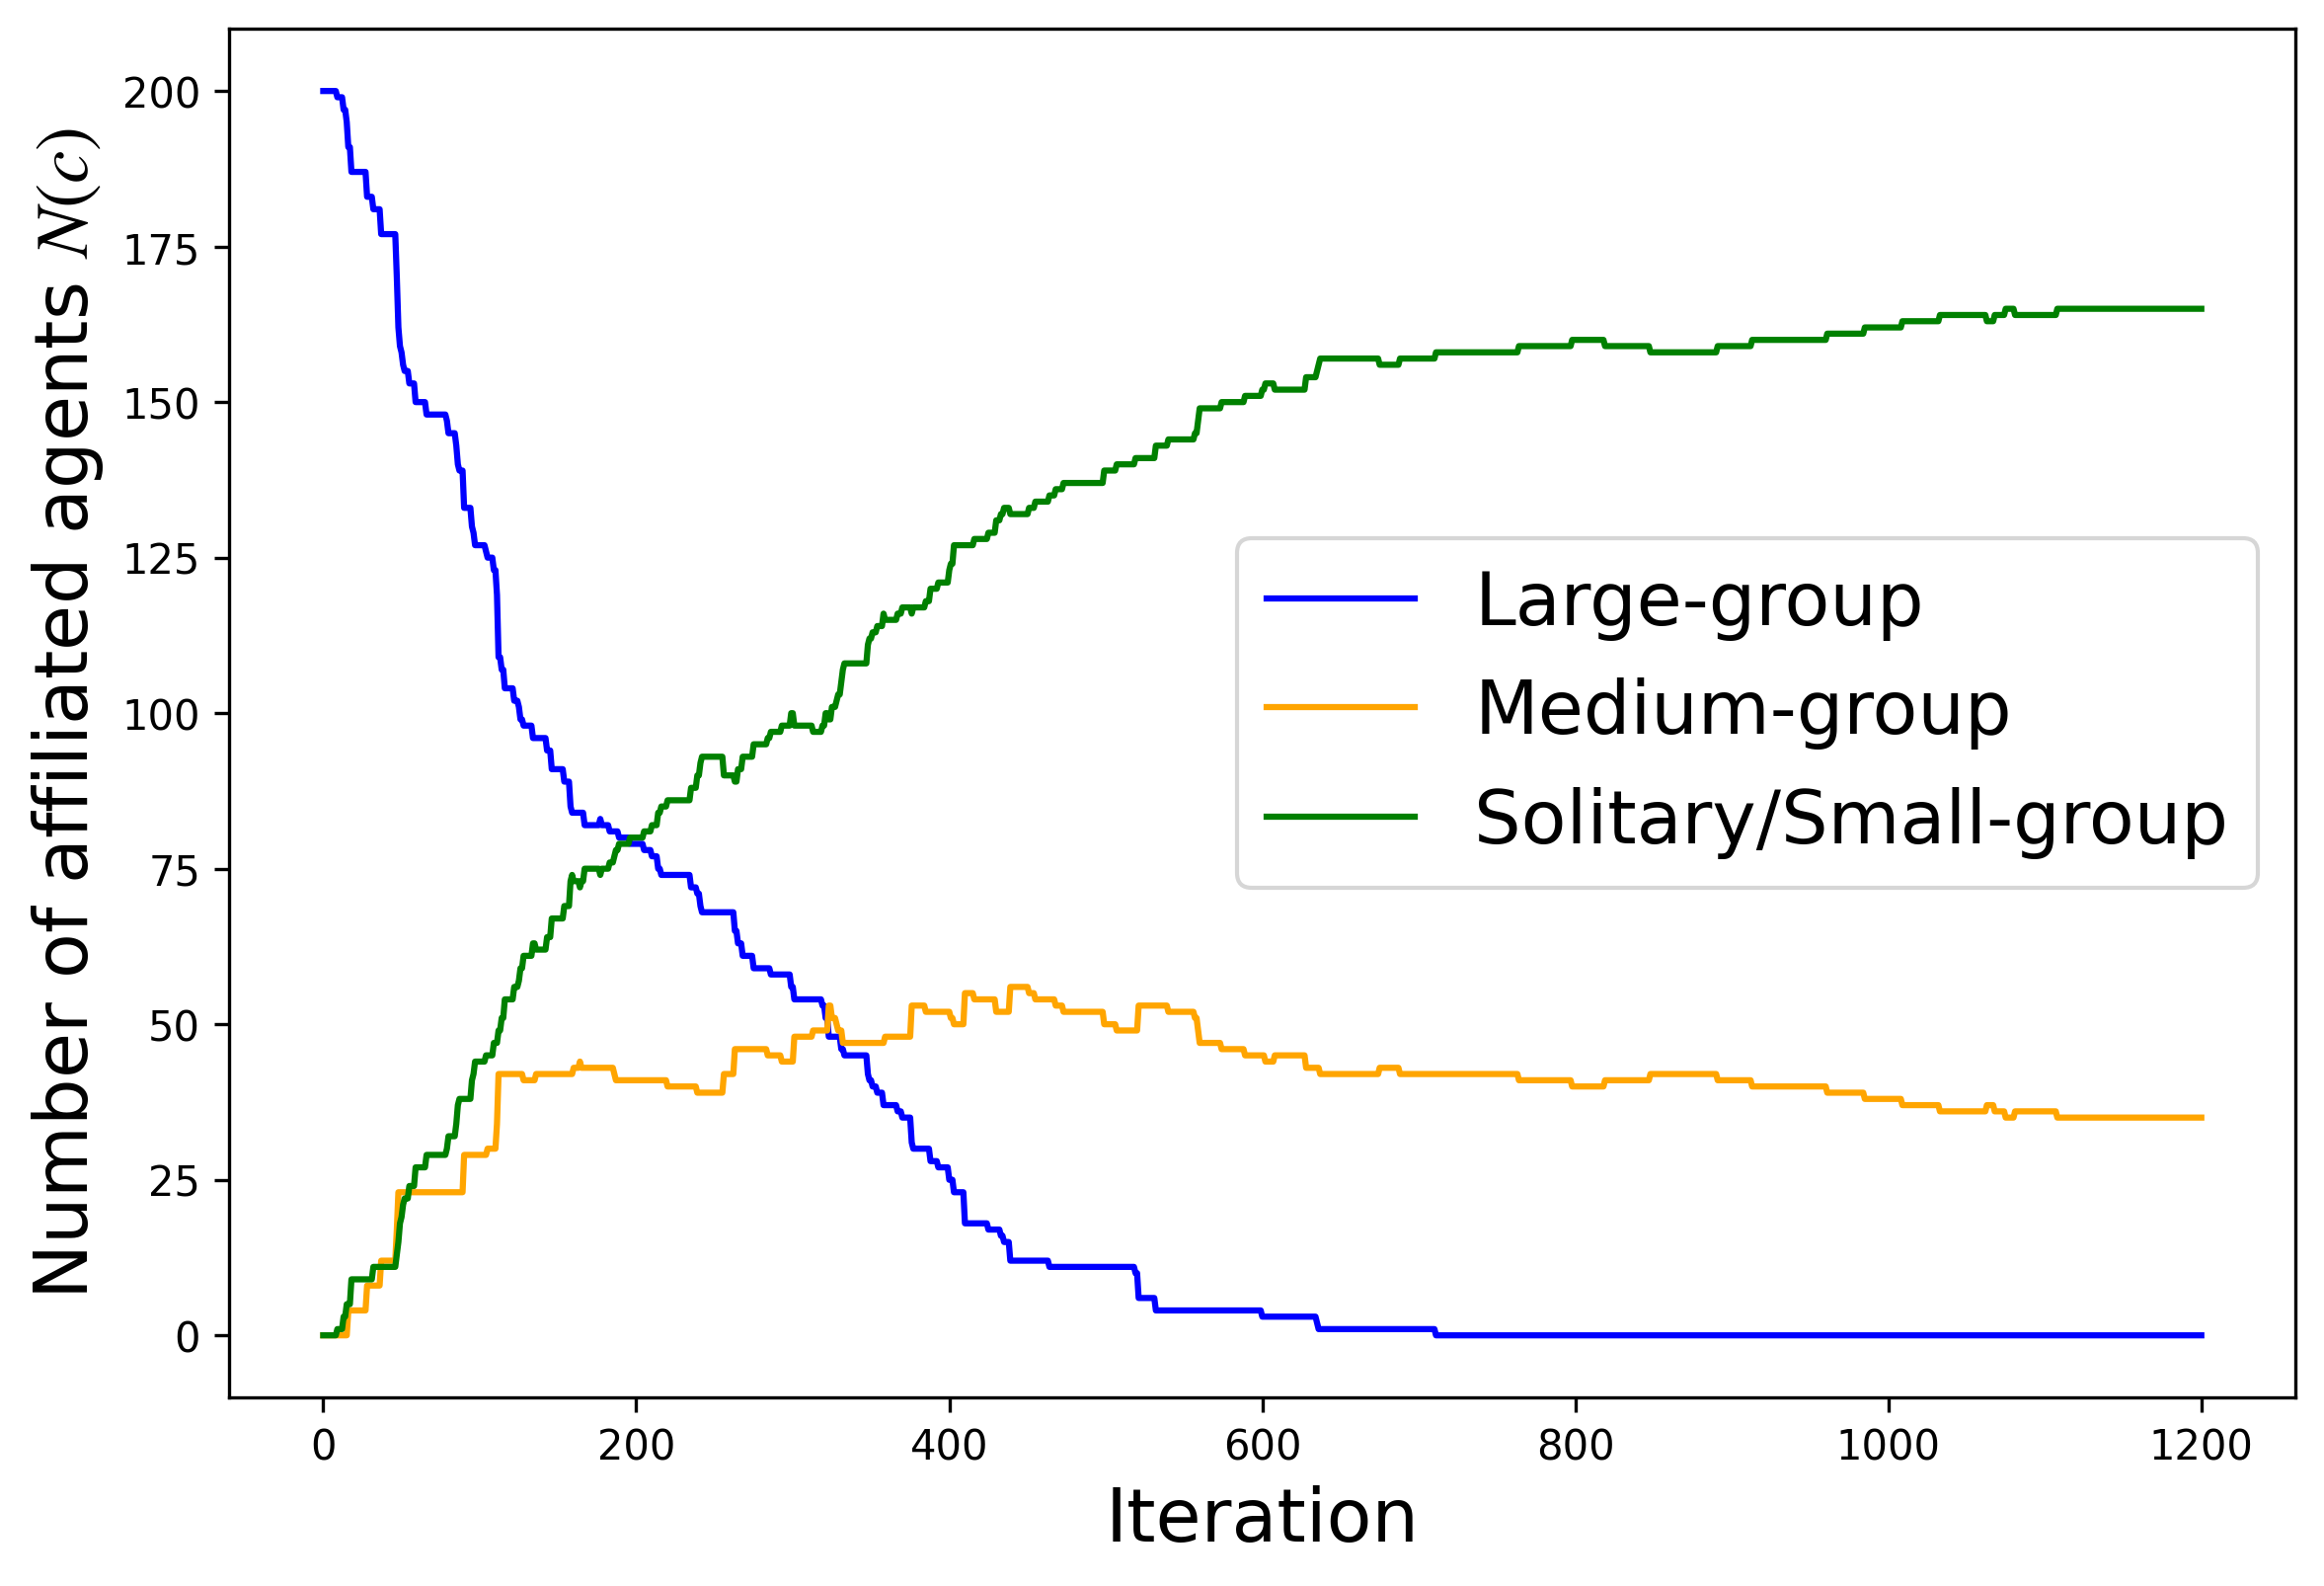 Number of affiliated agents N(c)
200
175
150
125
100
75
50
25
0
Large-group
Medium-group
Solitary/Small-group
0 200 400 600 800 1000 1200
Iteration